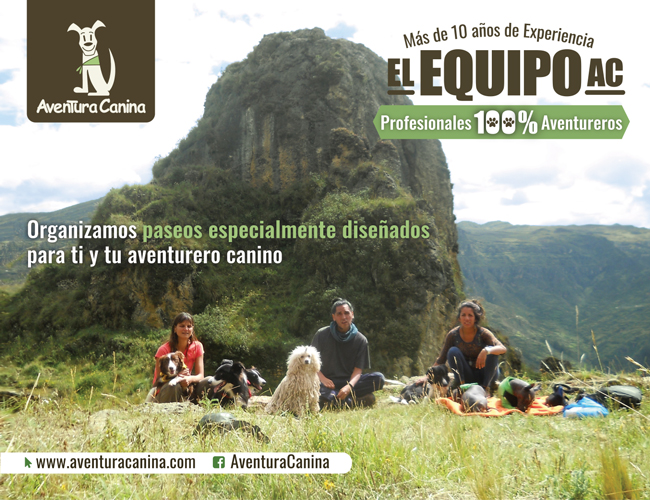 Aventura Canina
Más de 10 años de Experiencia
EL EQUIPO AC
Profesionales 100% Aventureros
Organizamos paseos especialmente diseñados
para ti y tu aventurero canino
www.aventuracanina.com
AventuraCanina